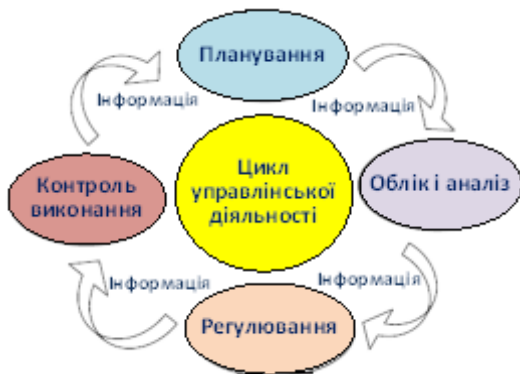 Планування
Інформація
Інформація
Цикл
управлінської
діяльності
Контроль
виконання
Облік і аналіз
Інформація
Інформація
Регулювання